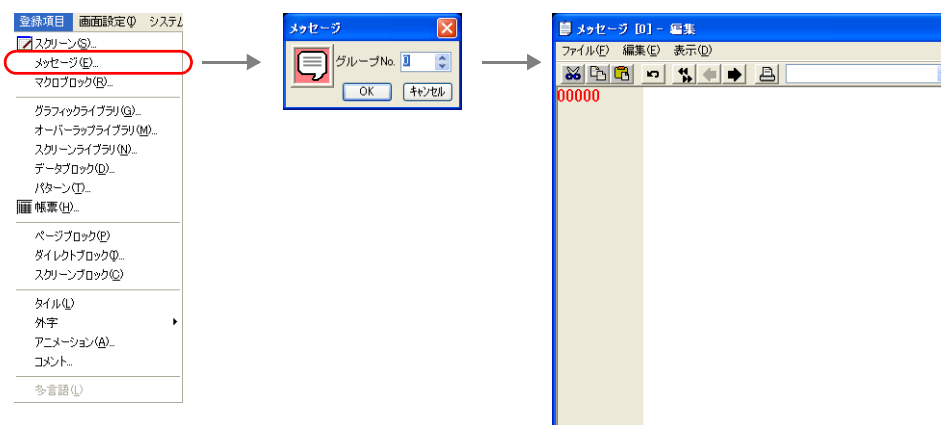 登録項目 画面設定(I) システム
スクリーン(S)...
メッセージ(E)...
マクロブロック(R)...
グラフィックライブラリ(G)...
オーバーラップライブラリ(M)...
スクリーンライブラリ(N)...
データブロック(D)...
パターン(T)...
帳票(H)...
ページブロック(P)
ダイレクトブロック(I)...
スクリーンブロック(C)
タイル(L)
外字
アニメーション(A)...
コメント...
多言語(L)
メッセージ
グループNo. 0
OK キャンセル
メッセージ [0] - 編集
ファイル(F) 編集(E) 表示(D)
00000